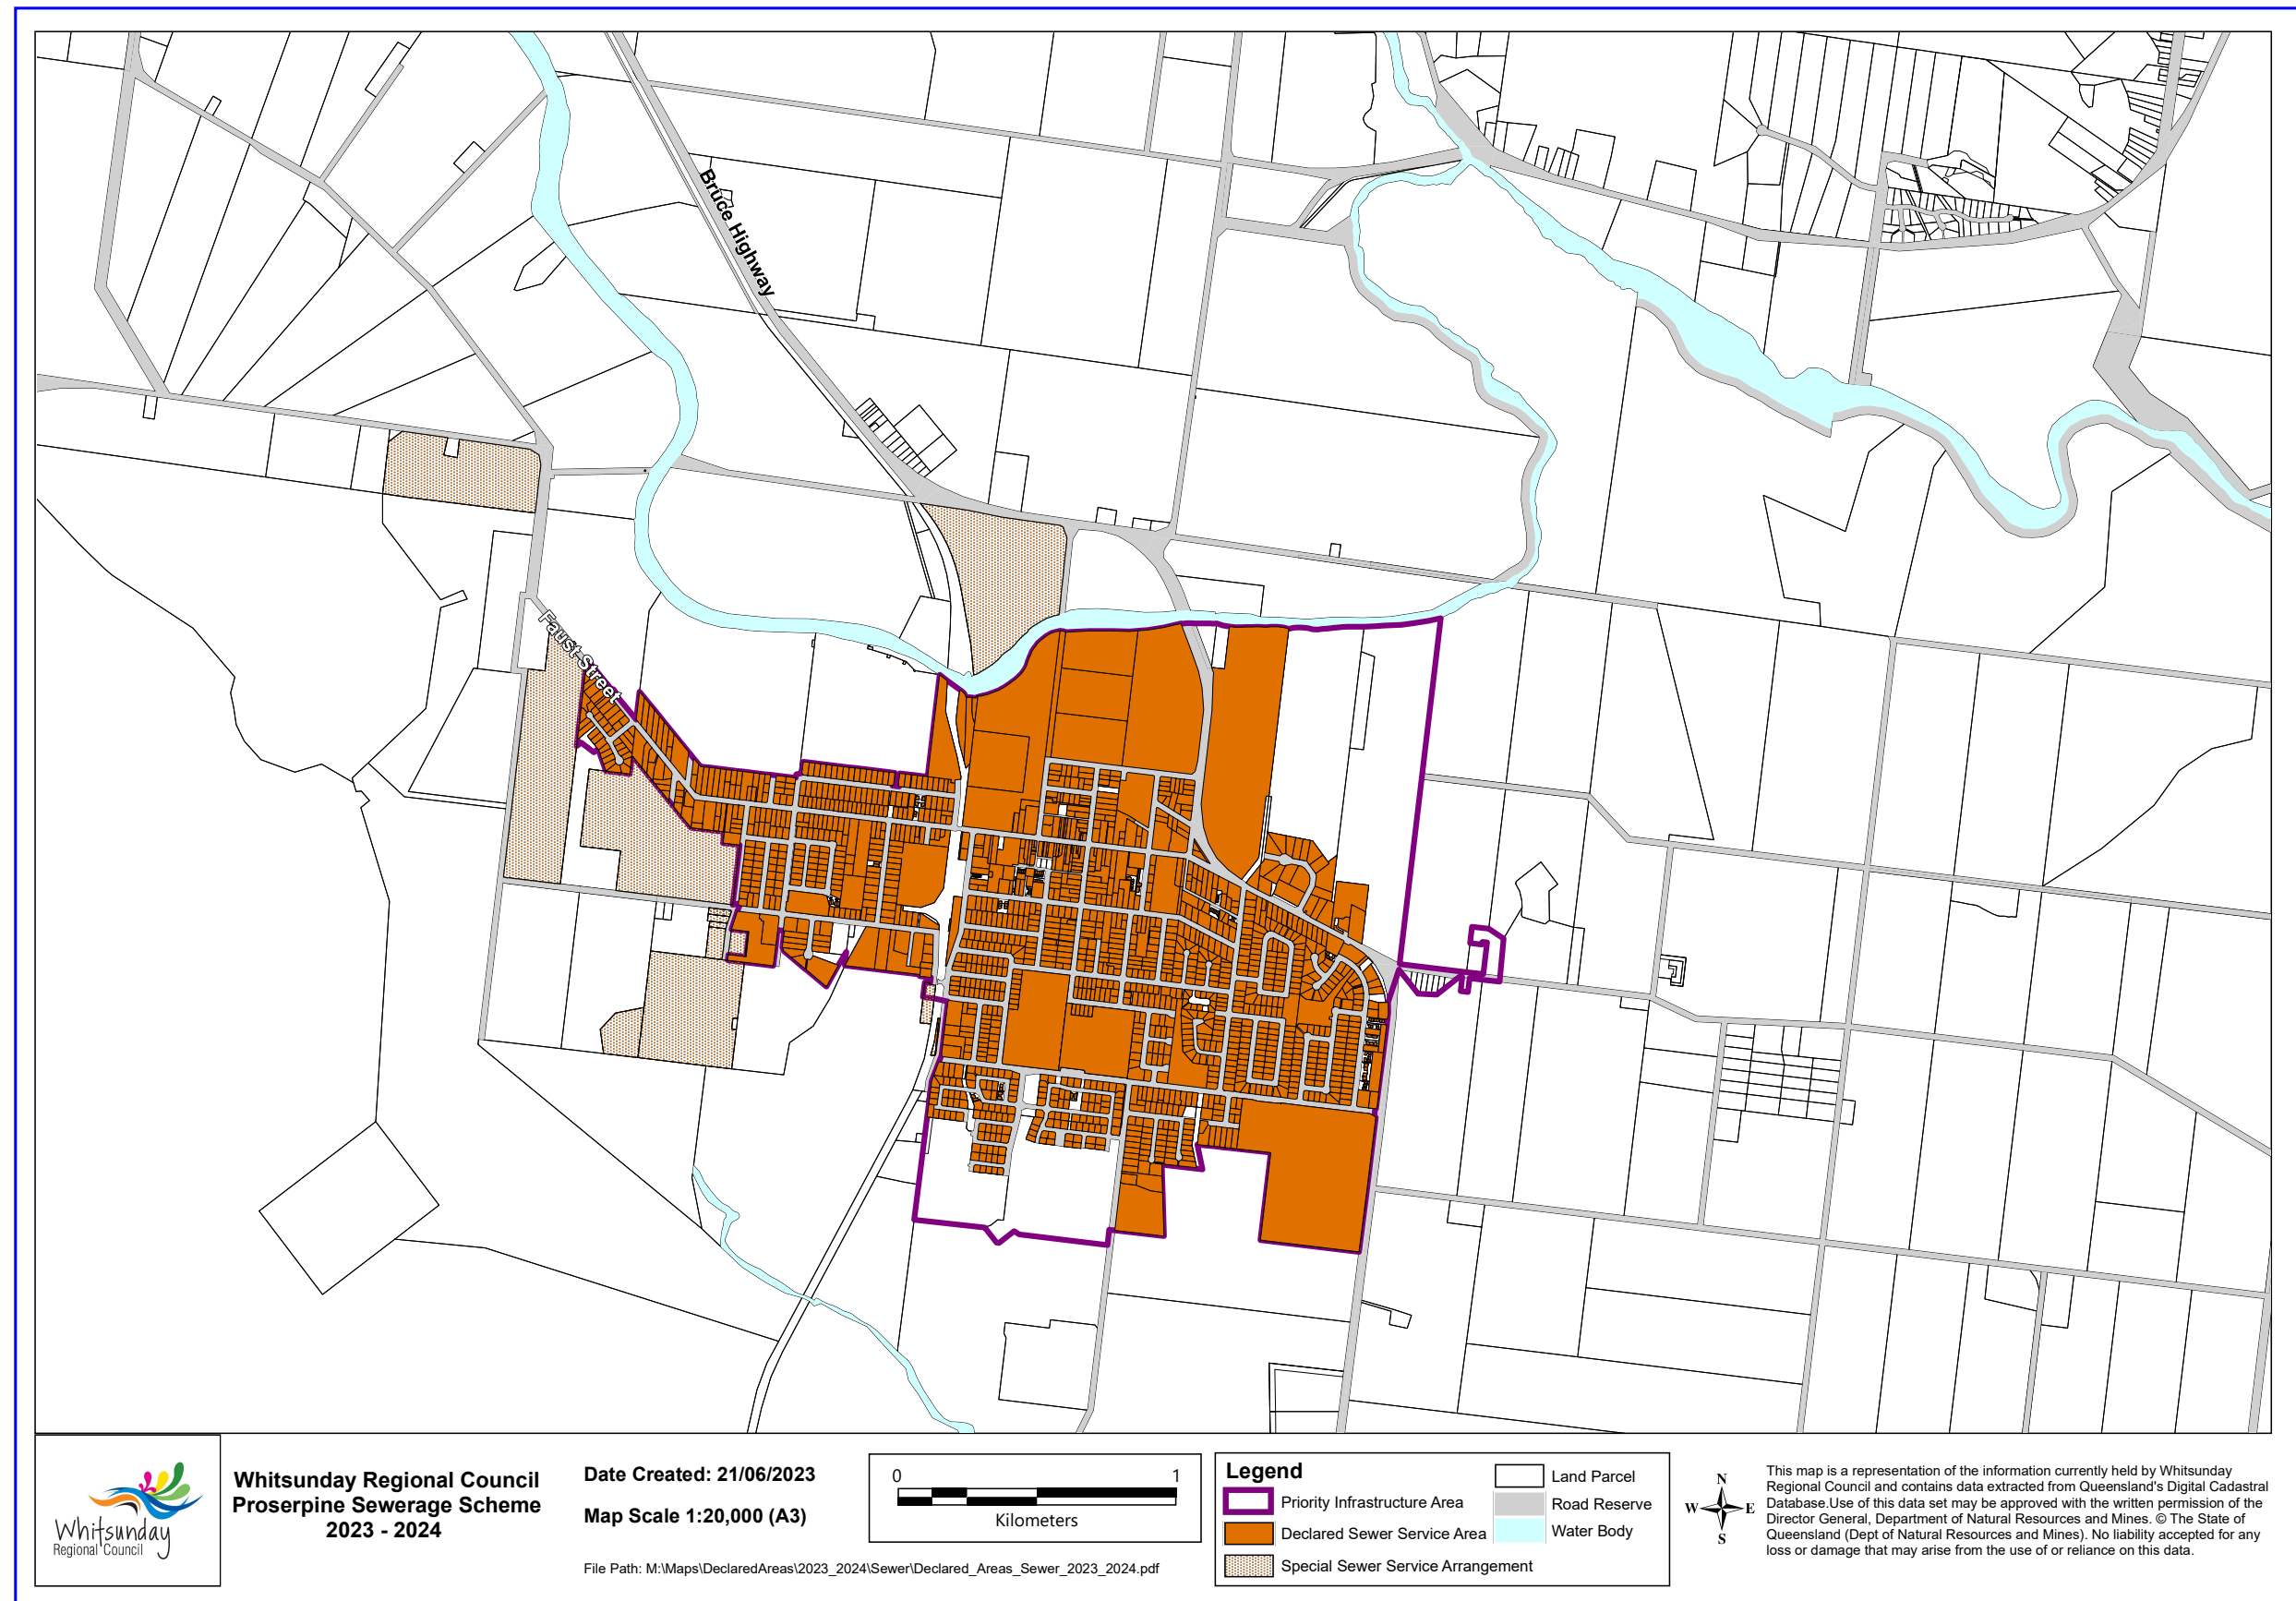 Bruce Highway
Faust Street
Whitsunday
Regional Council
Whitsunday Regional Council
Proserpine Sewerage Scheme
2023 - 2024
Date Created: 21/06/2023
Map Scale 1:20,000 (A3)
File Path: M:\Maps\DeclaredAreas\2023_2024\Sewer\Declared_Areas_Sewer_2023_2024.pdf
0 1
Kilometers
Legend
Priority Infrastructure Area
Declared Sewer Service Area
Special Sewer Service Arrangement
Land Parcel
Road Reserve
Water Body
N
W E
S
This map is a representation of the information currently held by Whitsunday
Regional Council and contains data extracted from Queensland's Digital Cadastral
Database.Use of this data set may be approved with the written permission of the
Director General, Department of Natural Resources and Mines. © The State of
Queensland (Dept of Natural Resources and Mines). No liability accepted for any
loss or damage that may arise from the use of or reliance on this data.